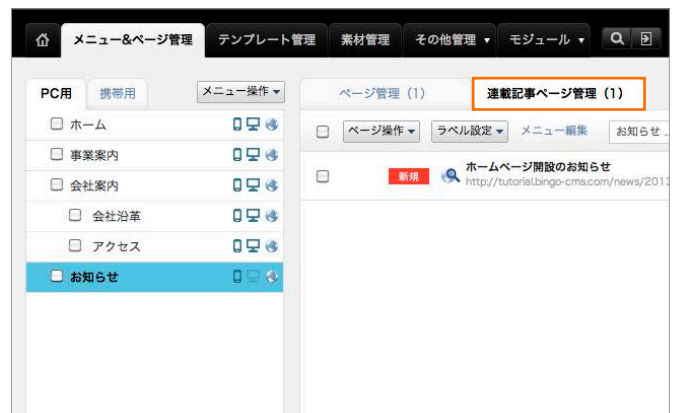 メニュー&ページ管理 テンプレート管理 素材管理 その他管理 ▼ モジュール ▼
PC用 携帯用 メニュー操作 ▼ ページ管理 (1) 連載記事ページ管理 (1)
ホーム
ページ操作 ▼ ラベル設定 ▼ メニュー編集 お知らせ ..
事業案内
会社案内
新規 ホームページ開設のお知らせ
http://tutorial.bingo-cms.com/news/2013
会社沿革
アクセス
お知らせ